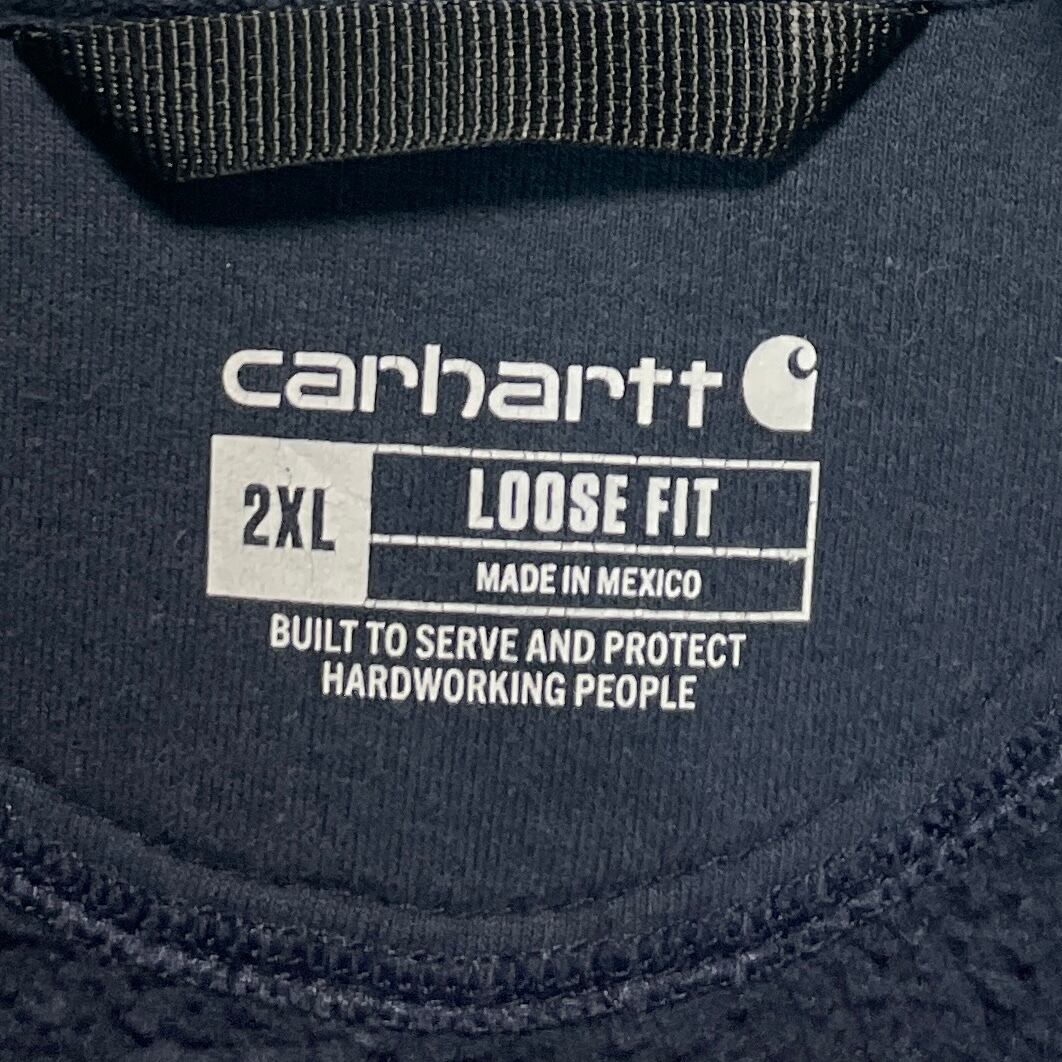 carhartt
2XL
LOOSE FIT
MADE IN MEXICO
BUILT TO SERVE AND PROTECT
HARDWORKING PEOPLE